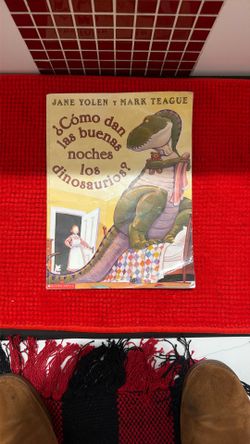 JANE YOLEN Y MARK TEAGUE
¿Cómo dan
las buenas
noches
los
dinosaurios?